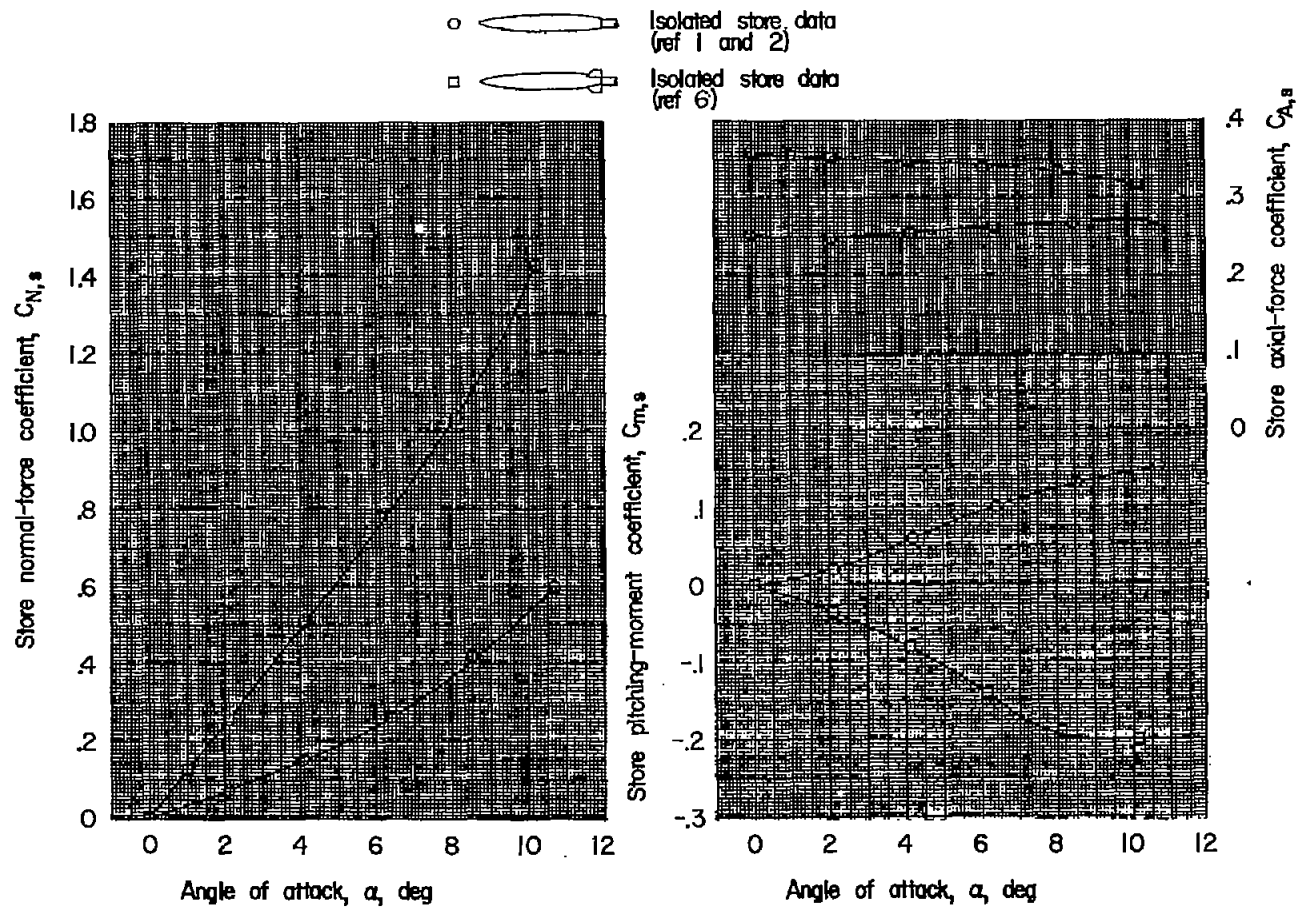 Isolated store data
(ref 1 and 2)
Isolated store data
(ref 6)
1.8
1.6
1.4
1.2
1.0
.8
.6
.4
.2
0
Store normal-force coefficient, C_N,s
0 2 4 6 8 10 12
Angle of attack, α, deg
.2
.1
0
-.1
-.2
-.3
Store pitching-moment coefficient, C_m,s
.4
.3
.2
.1
0
Store axial-force coefficient, C_A,s
0 2 4 6 8 10 12
Angle of attack, α, deg